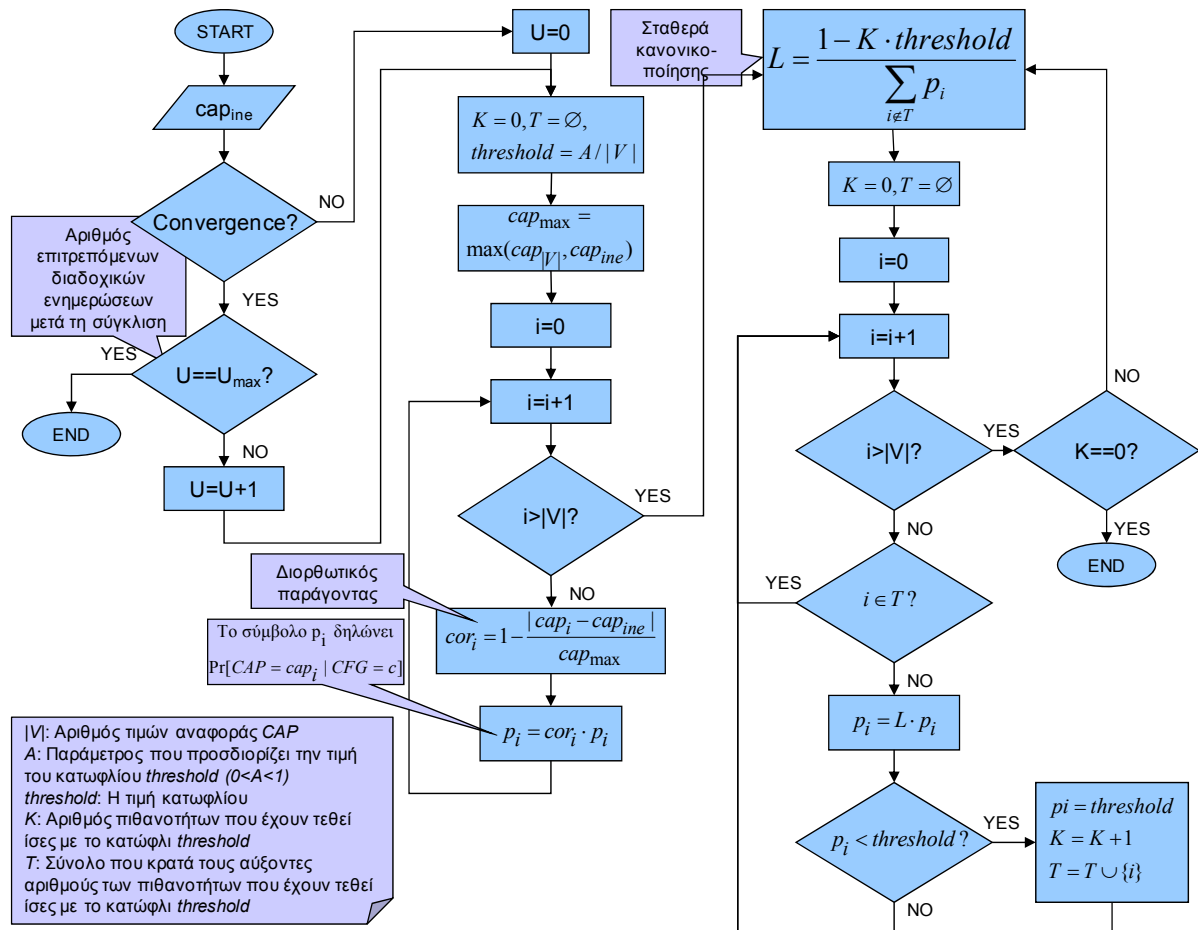 START
cap_ine
Convergence?
NO
YES
Αριθμός
επιτρεπόμενων
διαδοχικών
ενημερώσεων
μετά τη σύγκλιση
U==U_max?
YES
END
NO
U=U+1
U=0
K = 0, T = ∅,
threshold = A / | V |
cap_max =
max(cap_|V|, cap_ine)
i=0
i=i+1
i>|V|?
YES
NO
Διορθωτικός
παράγοντας
cor_i = 1 − | cap_i − cap_ine | / cap_max
Το σύμβολο p_i δηλώνει
Pr[CAP = cap_i | CFG = c]
p_i = cor_i · p_i
|V|: Αριθμός τιμών αναφοράς CAP
A: Παράμετρος που προσδιορίζει την τιμή
του κατωφλίου threshold (0<A<1)
threshold: Η τιμή κατωφλίου
K: Αριθμός πιθανοτήτων που έχουν τεθεί
ίσες με το κατώφλι threshold
T: Σύνολο που κρατά τους αύξοντες
αριθμούς των πιθανοτήτων που έχουν τεθεί
ίσες με το κατώφλι threshold
Σταθερά
κανονικο-
ποίησης
L = (1 − K · threshold) / ∑_{i∉T} p_i
K = 0, T = ∅
i=0
i=i+1
i>|V|?
YES
K==0?
NO
YES
END
NO
i ∈ T ?
YES
NO
p_i = L · p_i
p_i < threshold ?
YES
NO
pi = threshold
K = K + 1
T = T ∪ {i}